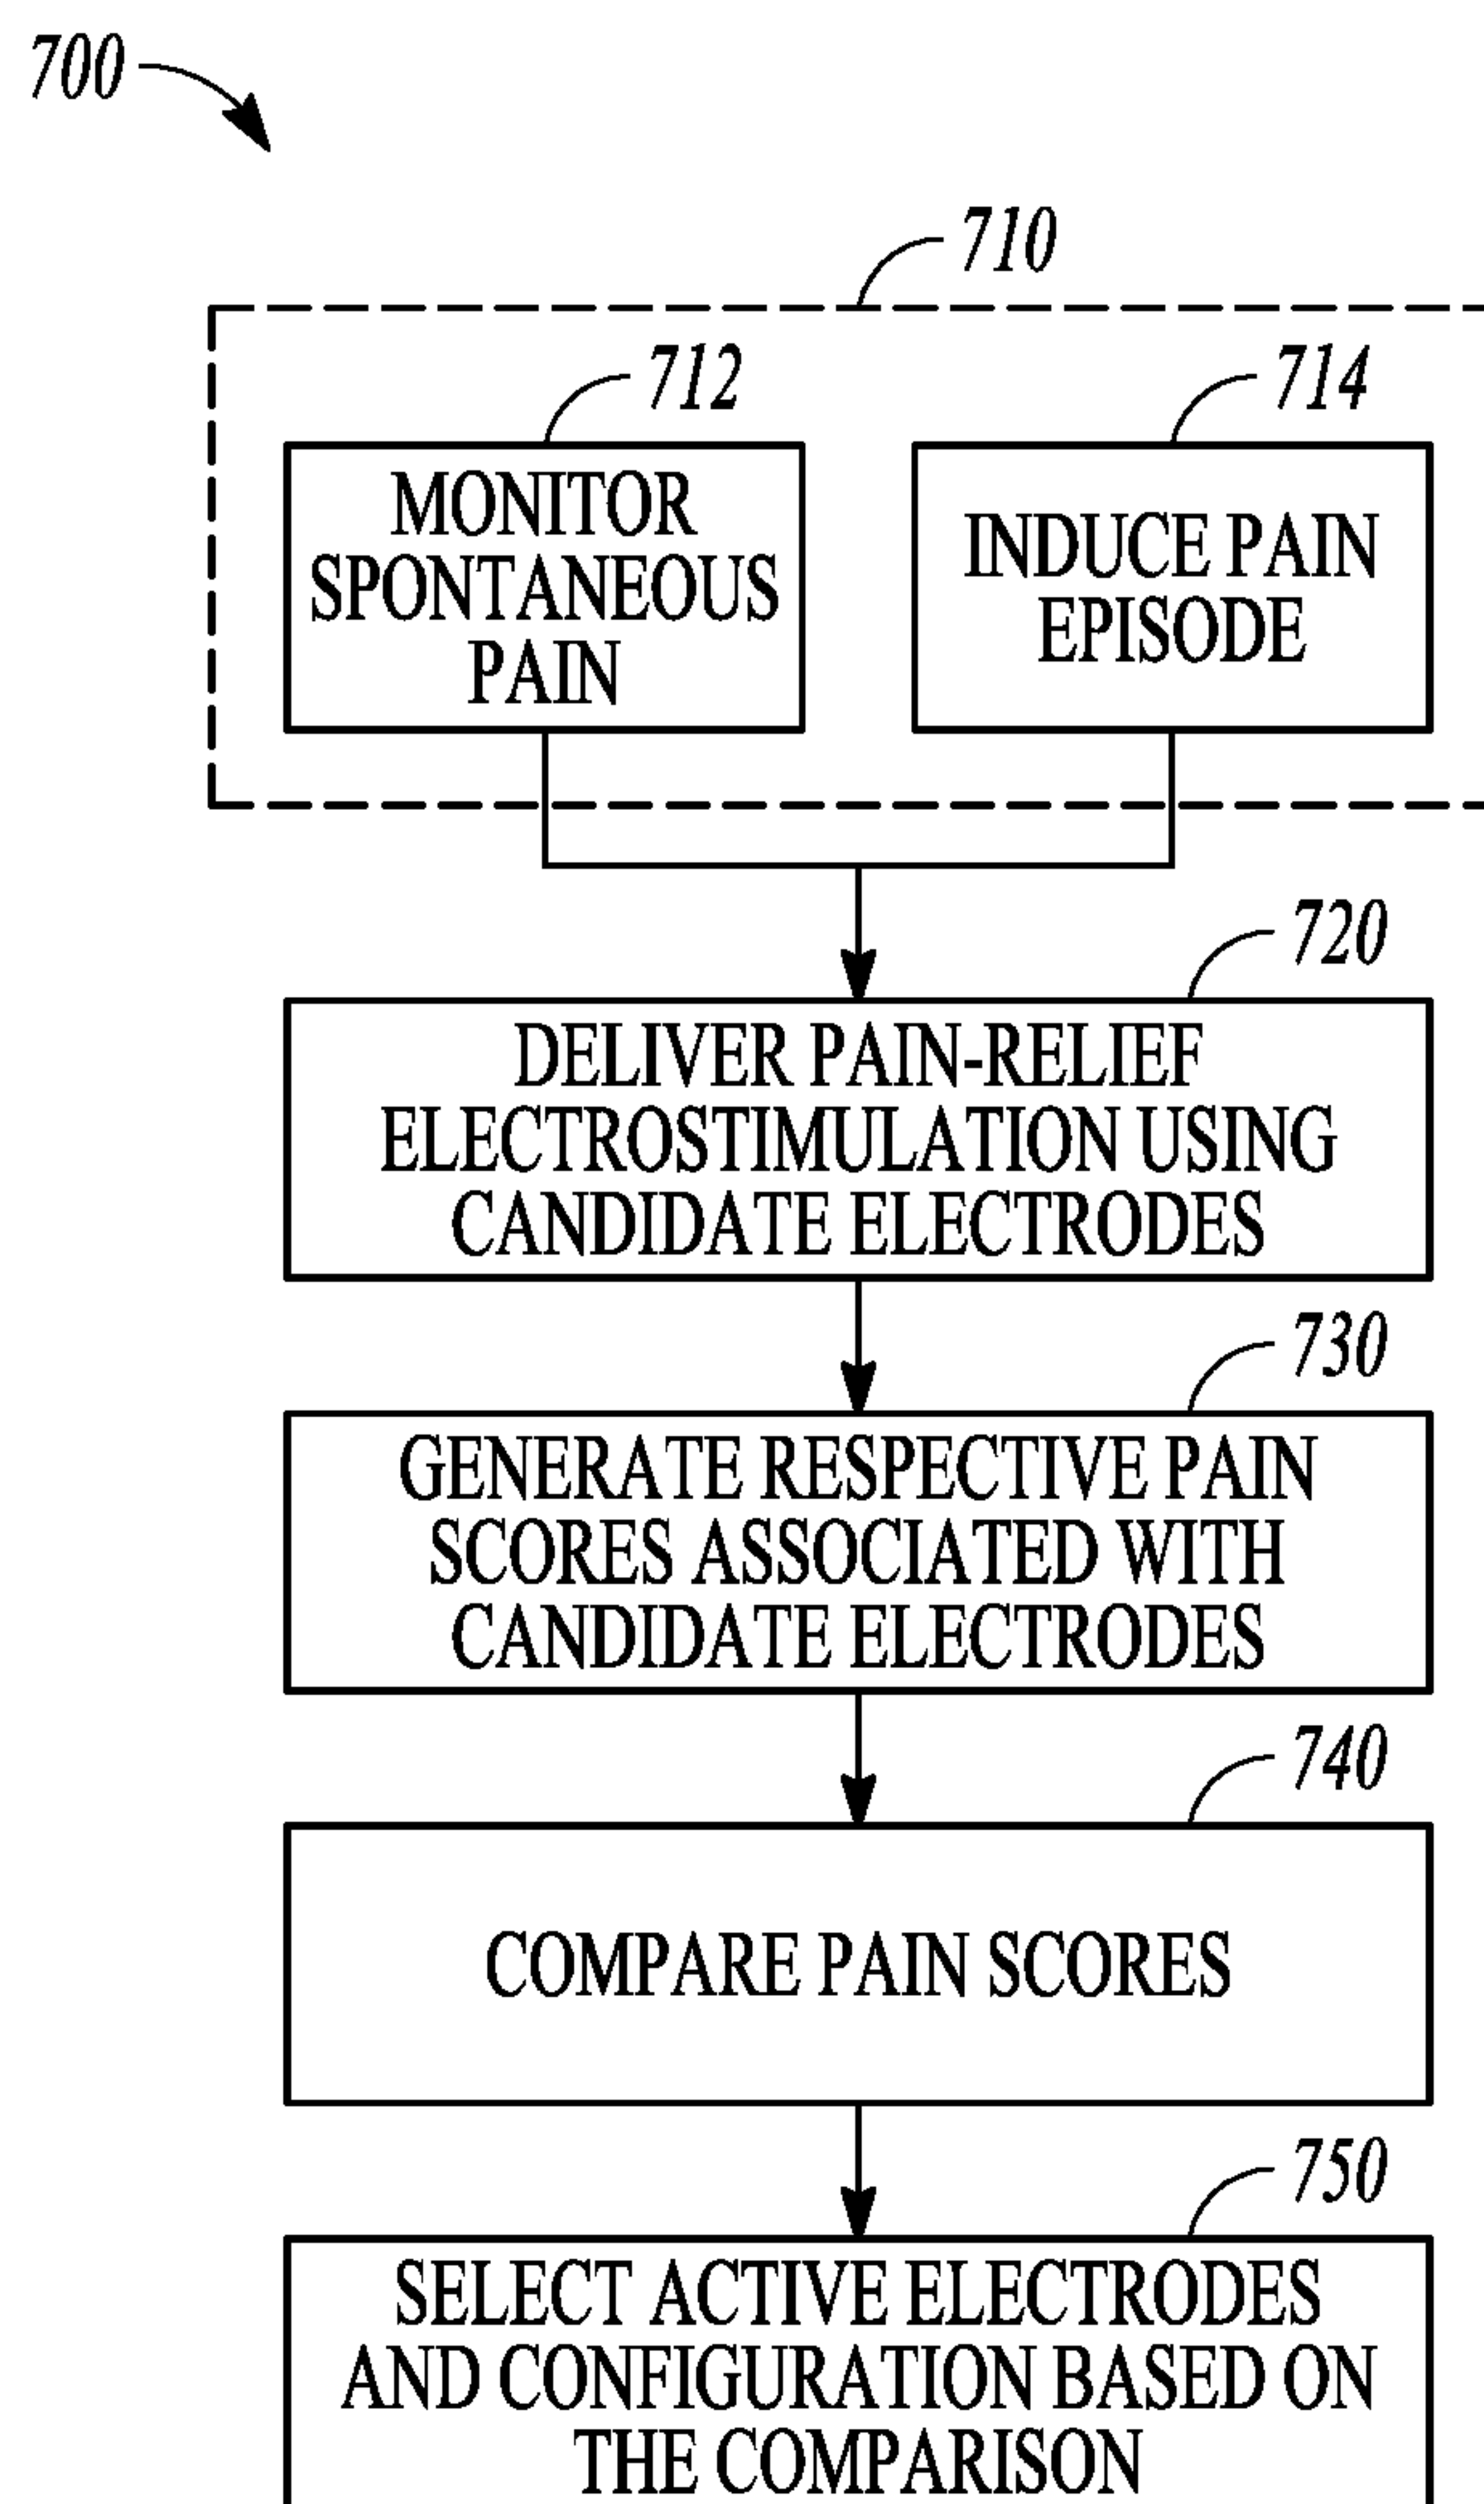 700
710
712
714
MONITOR
SPONTANEOUS
PAIN
INDUCE PAIN
EPISODE
720
DELIVER PAIN-RELIEF
ELECTROSTIMULATION USING
CANDIDATE ELECTRODES
730
GENERATE RESPECTIVE PAIN
SCORES ASSOCIATED WITH
CANDIDATE ELECTRODES
740
COMPARE PAIN SCORES
750
SELECT ACTIVE ELECTRODES
AND CONFIGURATION BASED ON
THE COMPARISON